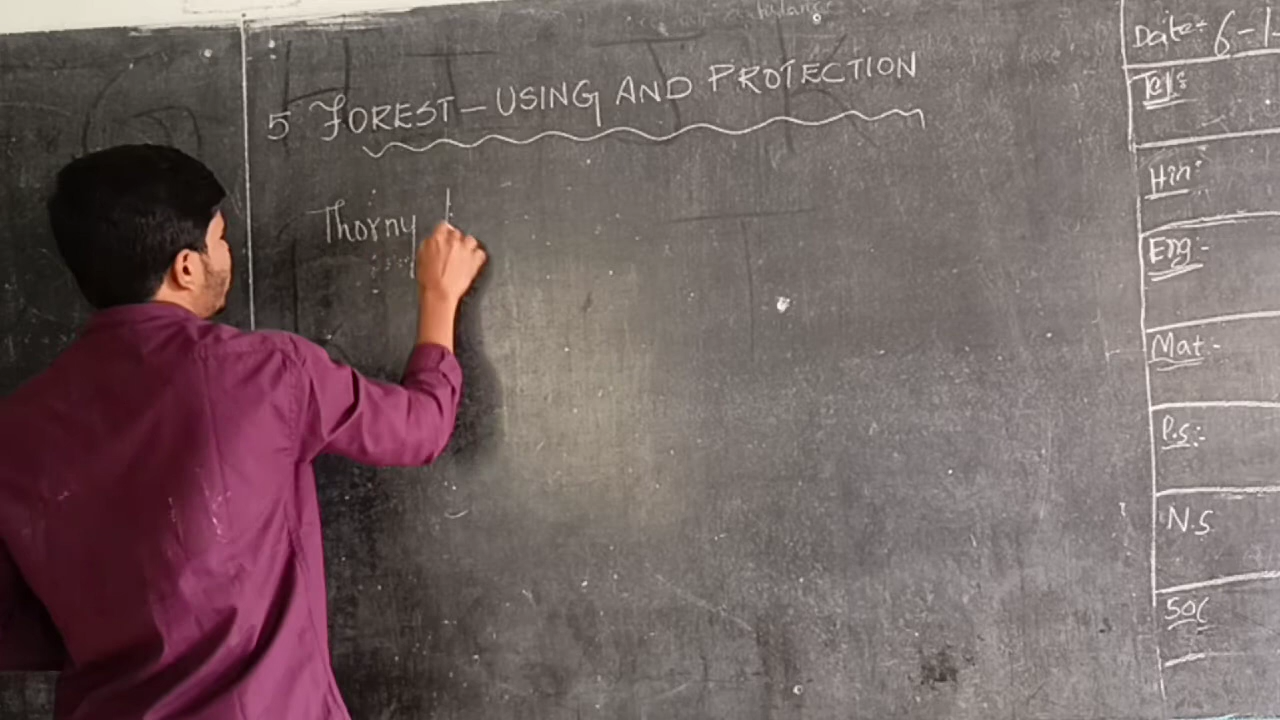 5 FOREST - USING AND PROTECTION
Thorny
Date:- 6-1
Tel:
Hin:
Eng:-
Mat:-
P.S:-
N.S
SOC